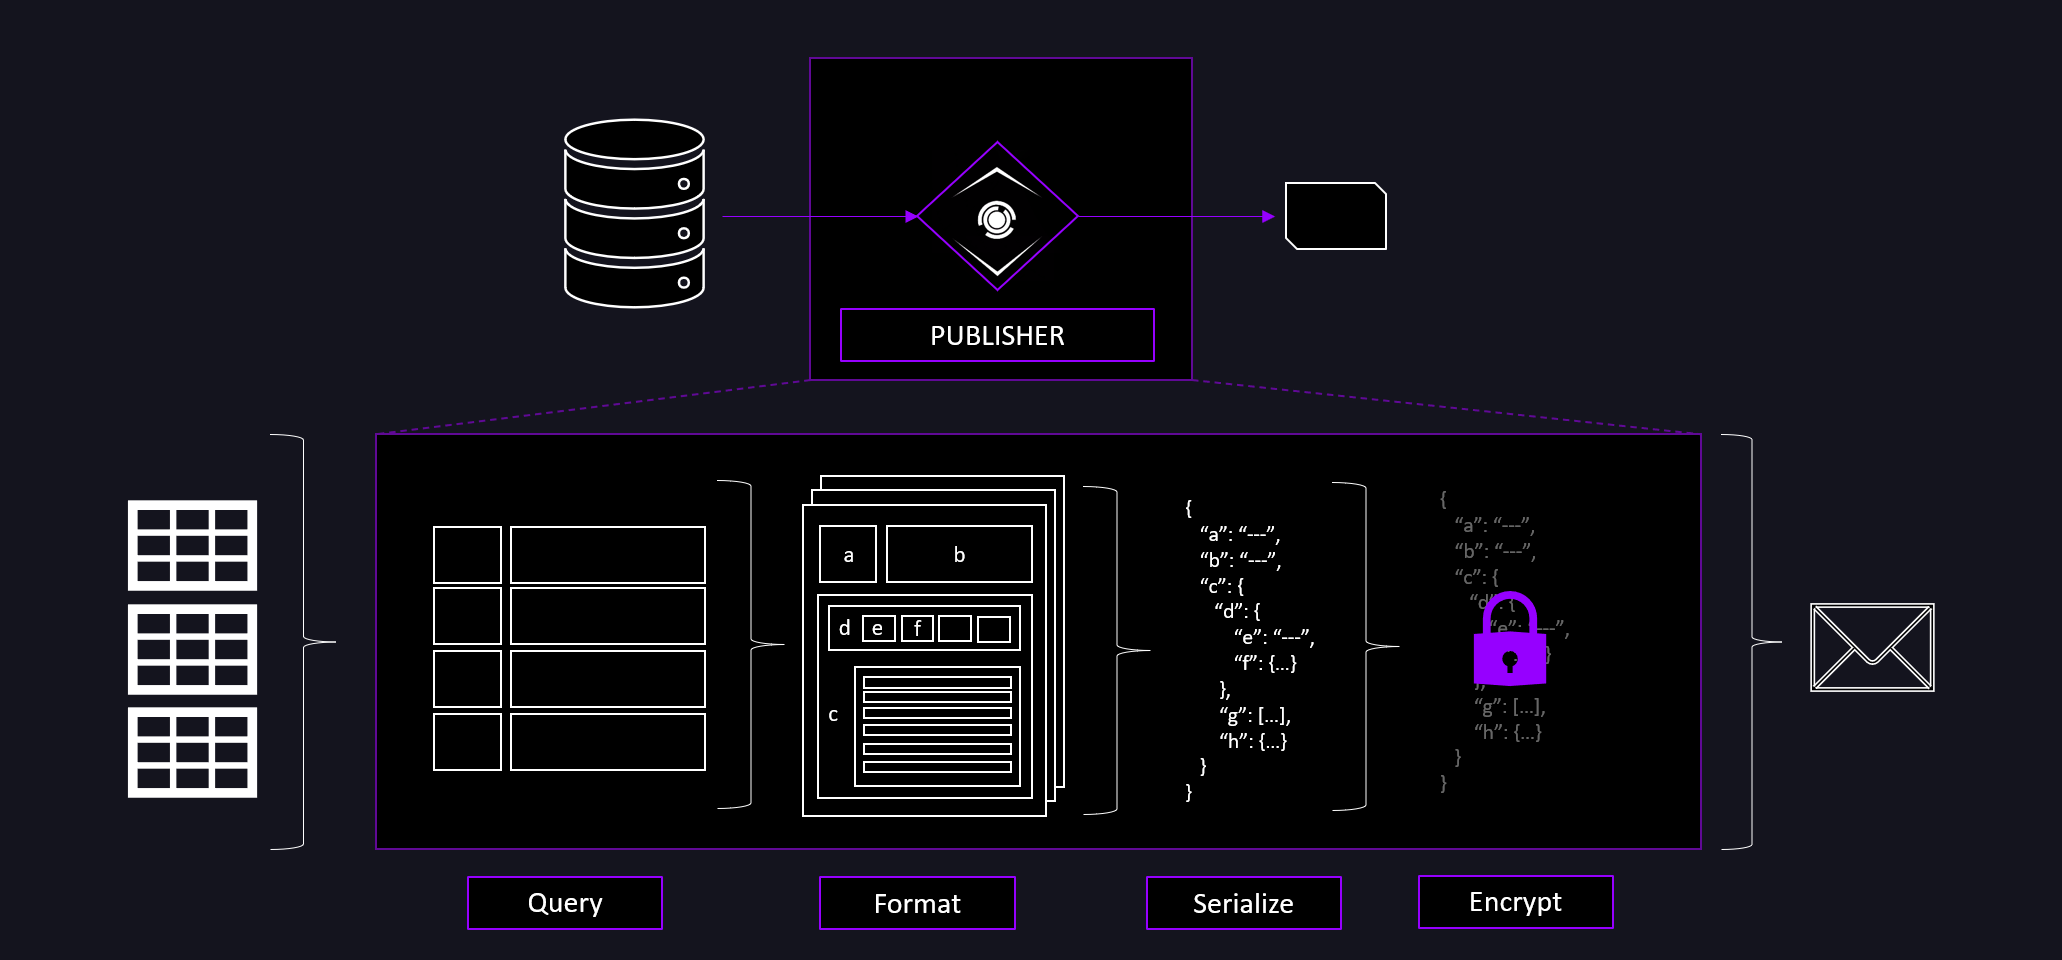 PUBLISHER
a
b
d
e
f
c
{
“a”: “---”,
“b”: “---”,
“c”: {
“d”: {
“e”: “---”,
“f”: {...}
},
“g”: [...],
“h”: {...}
}
}
{
“a”: “---”,
“b”: “---”,
“c”: {
“d”: {
“e”: “---”,
}
},
“g”: [...],
“h”: {...}
}
}
Query
Format
Serialize
Encrypt